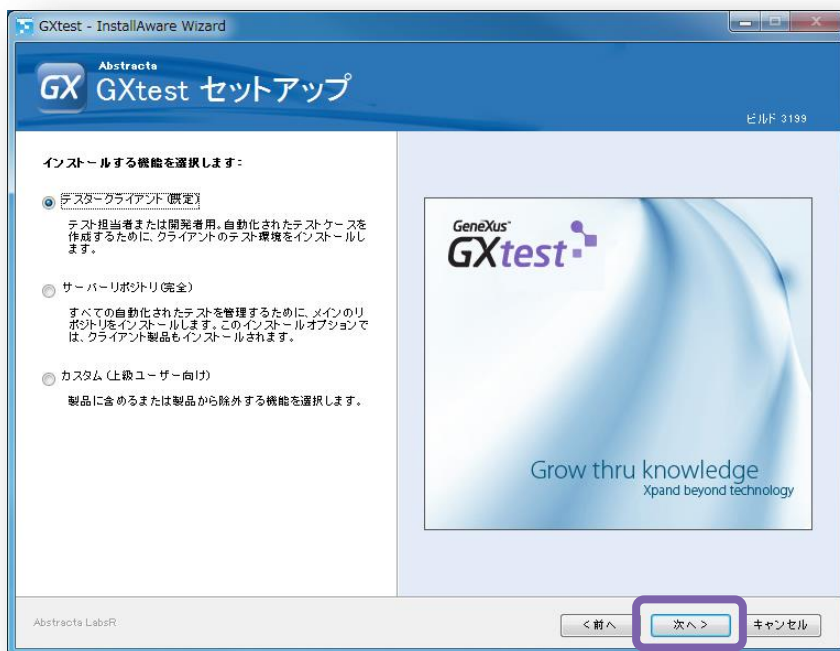 GXtest - InstallAware Wizard
Abstracta
GX GXtest セットアップ
ビルド 3199
インストールする機能を選択します:
テスタークライアント(既定)
テスト担当者または開発者用。自動化されたテストケースを
作成するために、クライアントのテスト環境をインストールし
ます。
サーバーリポジトリ(完全)
すべての自動化されたテストを管理するために、メインのリ
ポジトリをインストールします。このインストールオプションで
は、クライアント製品もインストールされます。
カスタム(上級ユーザー向け)
製品に含めるまたは製品から除外する機能を選択します。
GeneXus™
GXtest
Grow thru knowledge
Xpand beyond technology
Abstracta LabsR
<前へ
次へ>
キャンセル